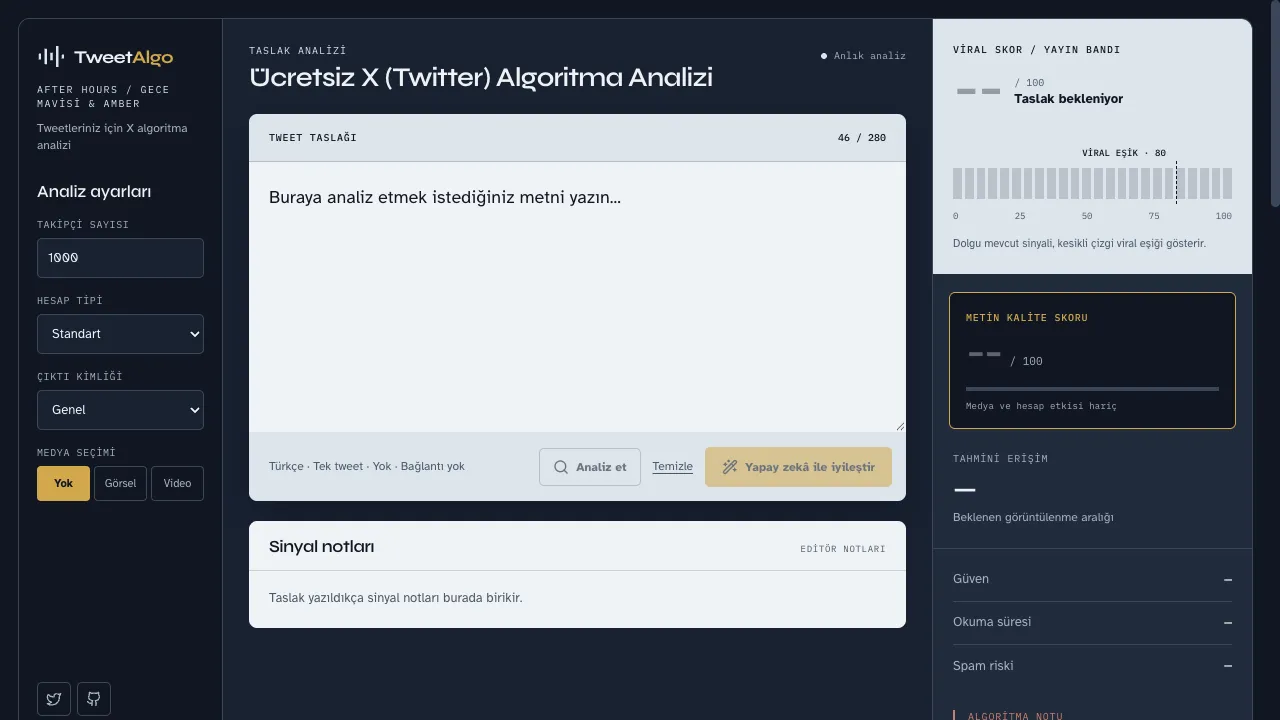 TweetAlgo
AFTER HOURS / GECE
MAVİSİ & AMBER
Tweetleriniz için X algoritma
analizi
Analiz ayarları
TAKİPÇİ SAYISI
1000
HESAP TİPİ
Standart
ÇIKTI KİMLİĞİ
Genel
MEDYA SEÇİMİ
Yok
Görsel
Video
TASLAK ANALİZİ
Ücretsiz X (Twitter) Algoritma Analizi
Anlık analiz
TWEET TASLAĞI
46 / 280
Buraya analiz etmek istediğiniz metni yazın...
Türkçe · Tek tweet · Yok · Bağlantı yok
Analiz et
Temizle
Yapay zekâ ile iyileştir
Sinyal notları
EDİTÖR NOTLARI
Taslak yazıldıkça sinyal notları burada birikir.
VİRAL SKOR / YAYIN BANDI
-- / 100
Taslak bekleniyor
VİRAL EŞİK · 80
0 25 50 75 100
Dolgu mevcut sinyali, kesikli çizgi viral eşiği gösterir.
METİN KALİTE SKORU
-- / 100
Medya ve hesap etkisi hariç
TAHMİNİ ERİŞİM
—
Beklenen görüntülenme aralığı
Güven —
Okuma süresi —
Spam riski —
ALGORİTMA NOTU